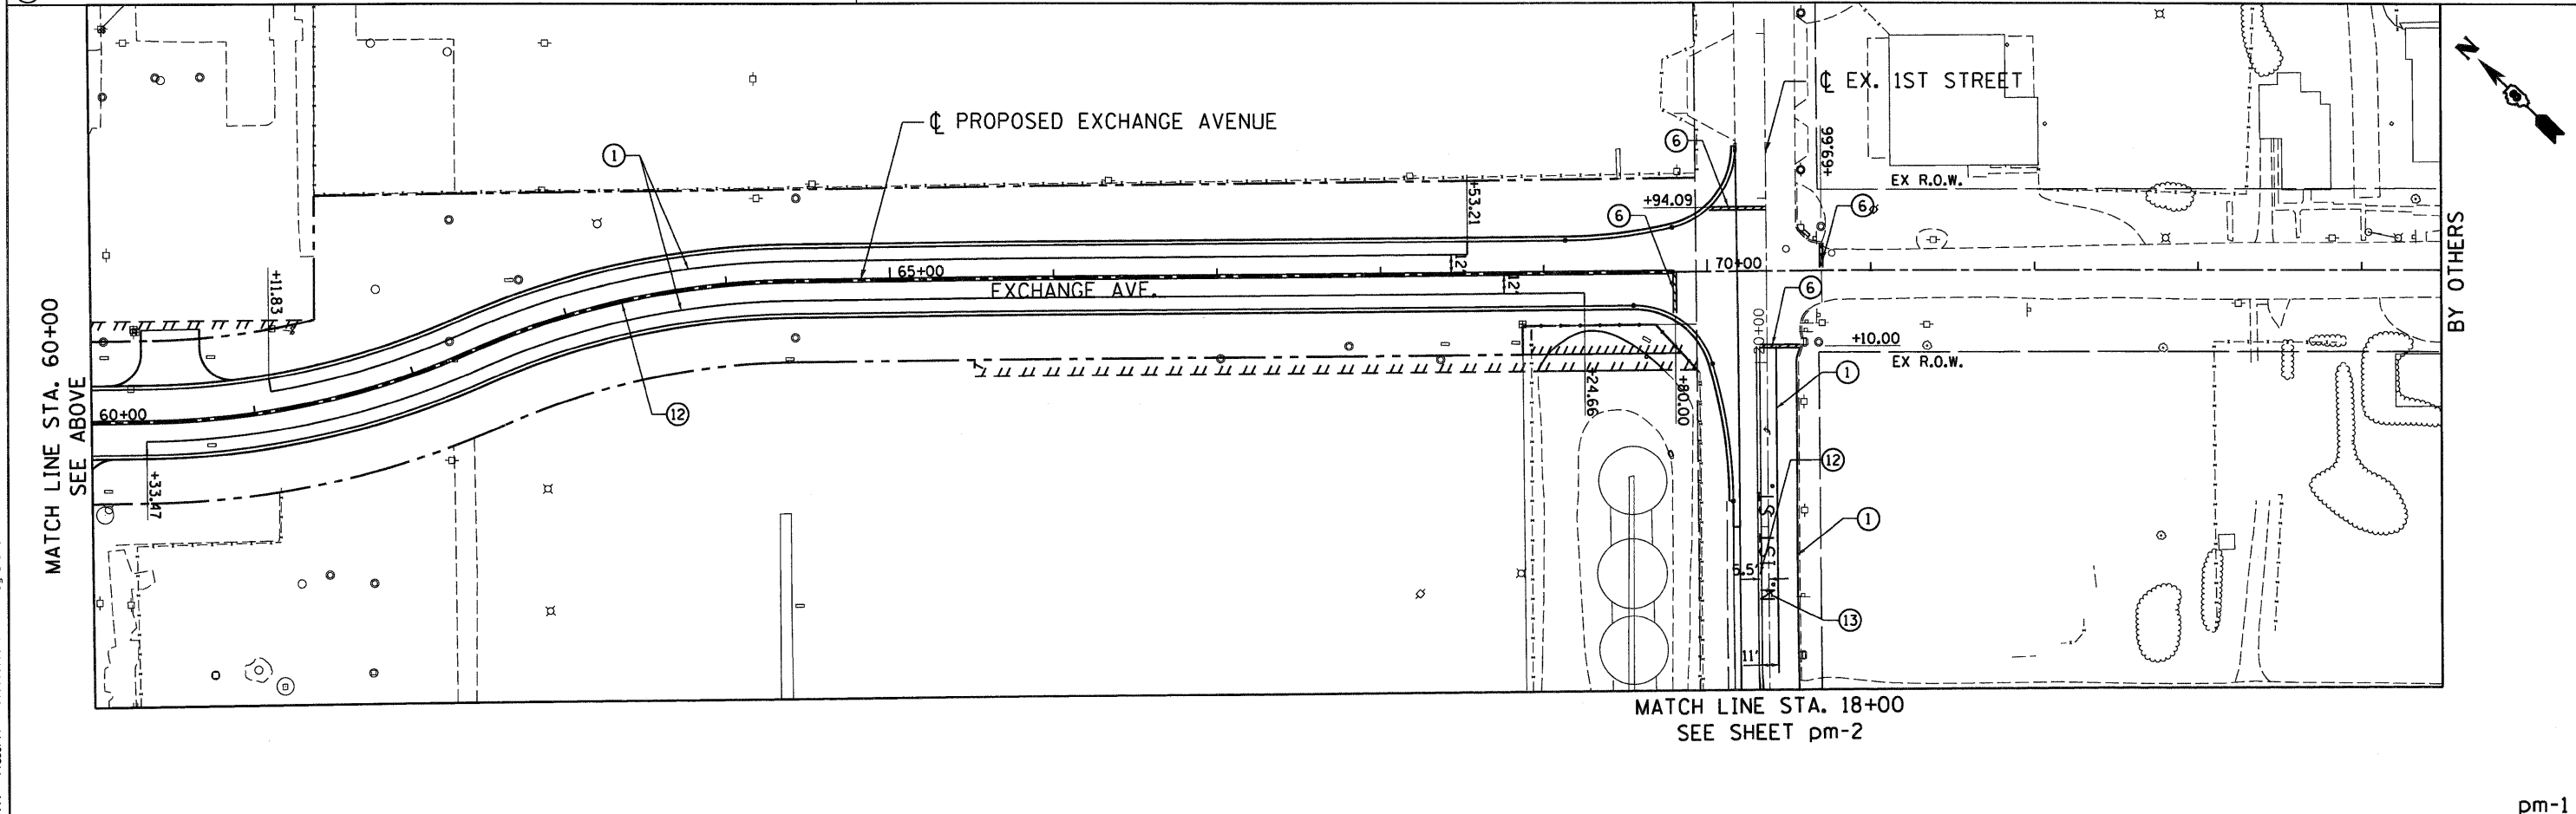 N
℄ EX. 1ST STREET
℄ PROPOSED EXCHANGE AVENUE
6
1
+69.66
+53.21
EX R.O.W.
+94.09
6
6
BY OTHERS
12'
65+00
70+00
12'
EXCHANGE AVE.
+11.83
6
MATCH LINE STA. 60+00
SEE ABOVE
+10.00
EX R.O.W.
20+00
1
+24.66
+80.00
60+00
12
12
+33.47
1
N. 1ST ST.
5.5'
13
11'
MATCH LINE STA. 18+00
SEE SHEET pm-2
pm-1